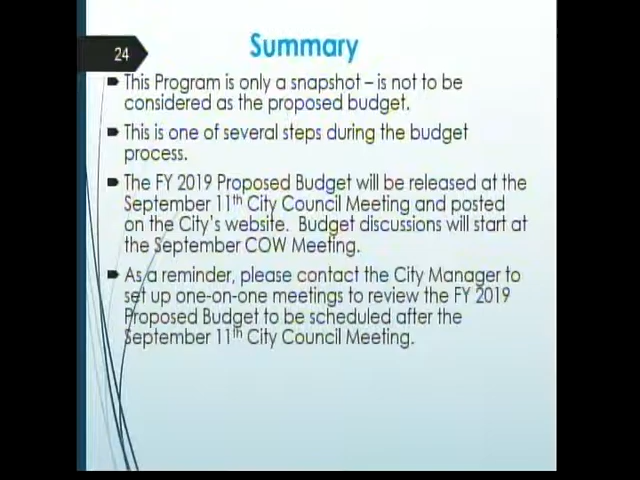 24
Summary
This Program is only a snapshot – is not to be
considered as the proposed budget.
This is one of several steps during the budget
process.
The FY 2019 Proposed Budget will be released at the
September 11th City Council Meeting and posted
on the City's website. Budget discussions will start at
the September COW Meeting.
As a reminder, please contact the City Manager to
set up one-on-one meetings to review the FY 2019
Proposed Budget to be scheduled after the
September 11th City Council Meeting.